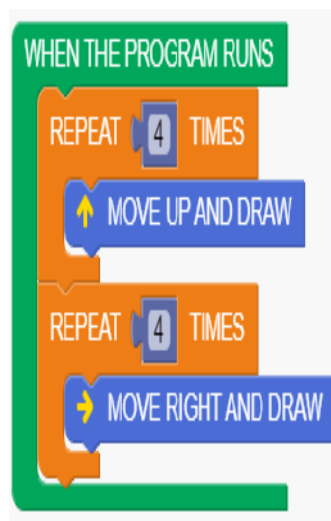 WHEN THE PROGRAM RUNS
REPEAT 4 TIMES
MOVE UP AND DRAW
REPEAT 4 TIMES
MOVE RIGHT AND DRAW